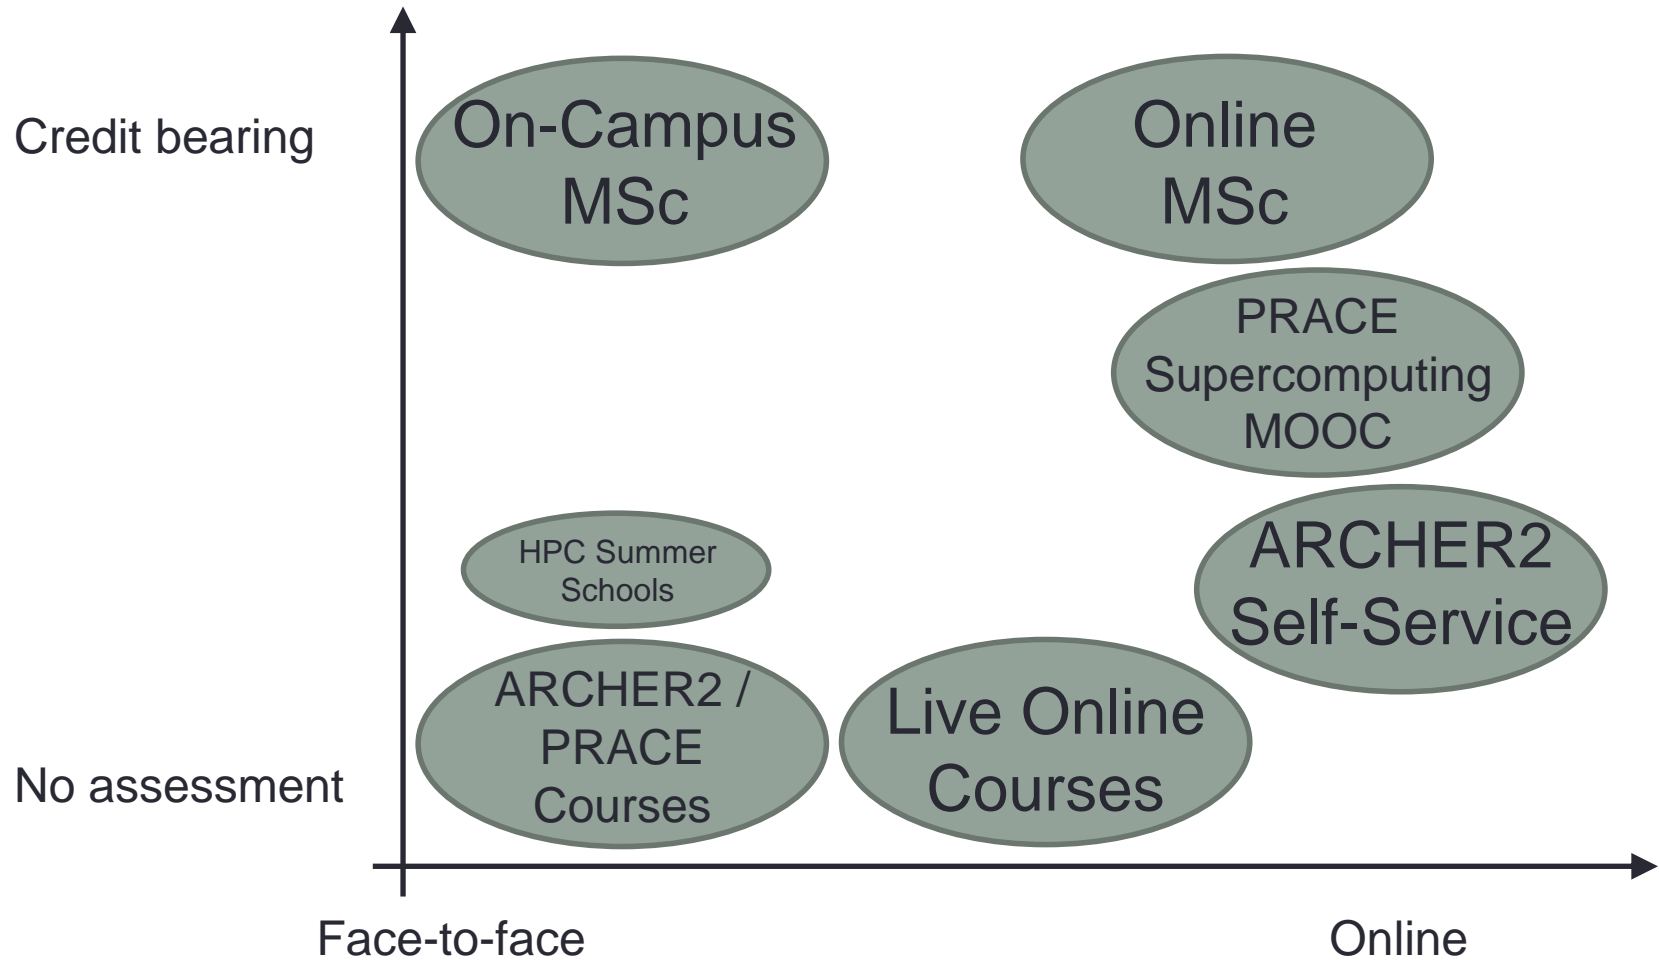 Credit bearing
On-Campus
MSc
Online
MSc
PRACE
Supercomputing
MOOC
HPC Summer
Schools
ARCHER2
Self-Service
No assessment
ARCHER2 /
PRACE
Courses
Live Online
Courses
Face-to-face
Online